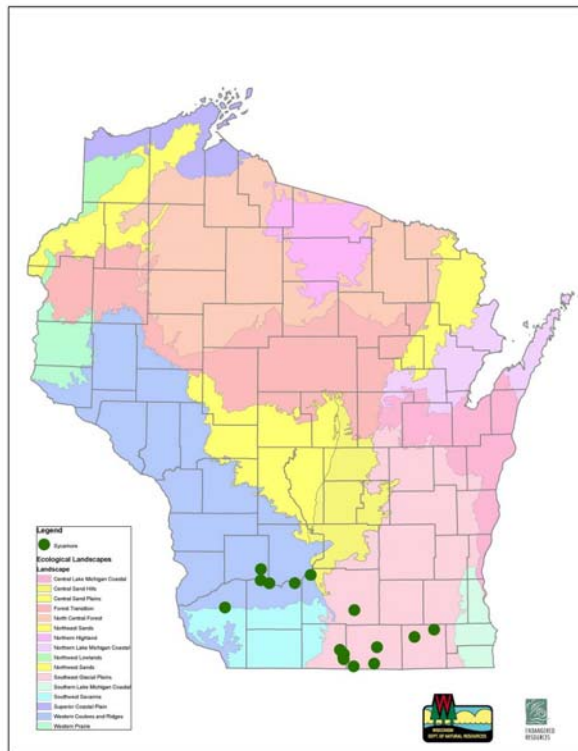 Legend
Sycamore
Ecological Landscapes
Landscape
Central Lake Michigan Coastal
Central Sand Hills
Central Sand Plains
Forest Transition
North Central Forest
Northeast Sands
Northern Highland
Northern Lake Michigan Coastal
Northwest Lowlands
Northwest Sands
Southeast Glacial Plains
Southern Lake Michigan Coastal
Southwest Savanna
Superior Coastal Plain
Western Coulees and Ridges
Western Prairie
WISCONSIN
DEPT. OF NATURAL RESOURCES
ENDANGERED
RESOURCES